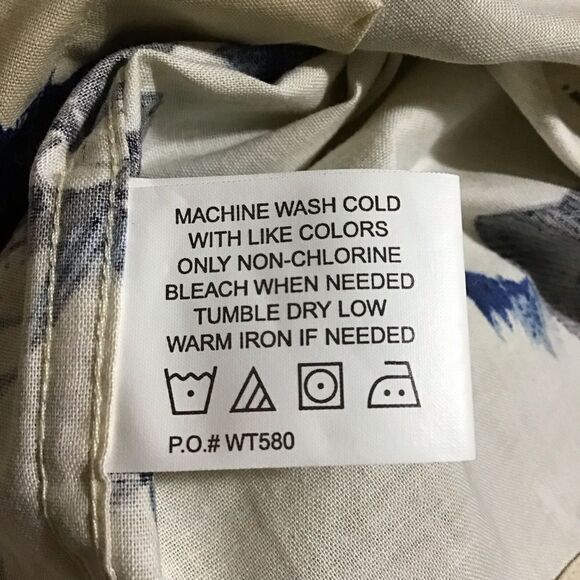 MACHINE WASH COLD
WITH LIKE COLORS
ONLY NON-CHLORINE
BLEACH WHEN NEEDED
TUMBLE DRY LOW
WARM IRON IF NEEDED
P.O.# WT580